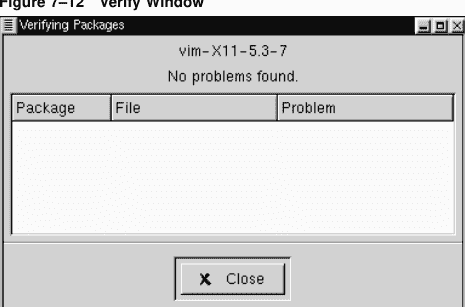 Figure 7–12 Verify Window
Verifying Packages
vim-X11-5.3-7
No problems found.
Package File Problem
Close